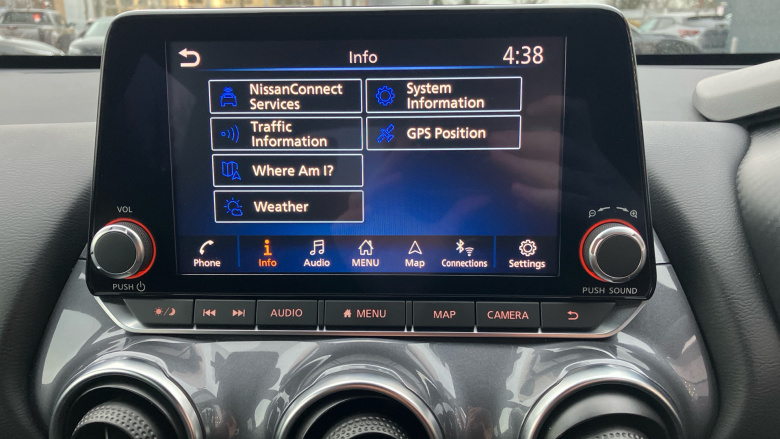 Info
4:38
NissanConnect
Services
System
Information
Traffic
Information
GPS Position
Where Am I?
Weather
Phone
Info
Audio
MENU
Map
Connections
Settings
VOL
PUSH
PUSH SOUND
AUDIO
MENU
MAP
CAMERA